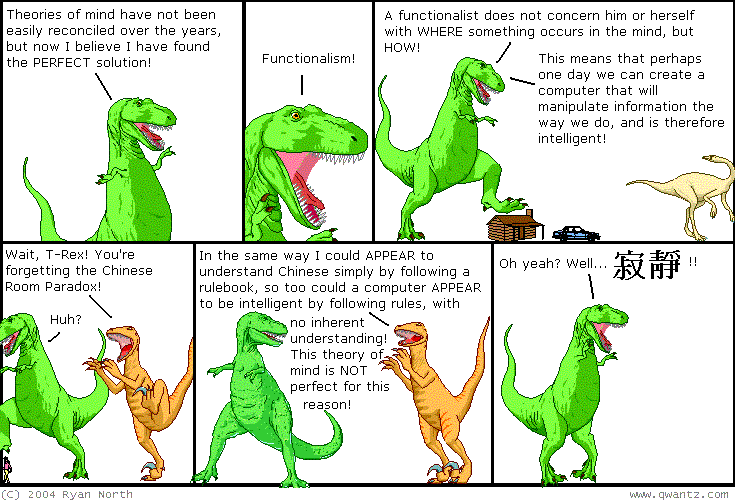 Theories of mind have not been
easily reconciled over the years,
but now I believe I have found
the PERFECT solution!
Functionalism!
A functionalist does not concern him or herself
with WHERE something occurs in the mind, but
HOW!
This means that perhaps
one day we can create a
computer that will
manipulate information the
way we do, and is therefore
intelligent!
Wait, T-Rex! You're
forgetting the Chinese
Room Paradox!
Huh?
In the same way I could APPEAR to
understand Chinese simply by following a
rulebook, so too could a computer APPEAR
to be intelligent by following rules, with
no inherent
understanding!
This theory of
mind is NOT
perfect for this
reason!
Oh yeah? Well... 寂靜 !!
(C) 2004 Ryan North
www.qwantz.com